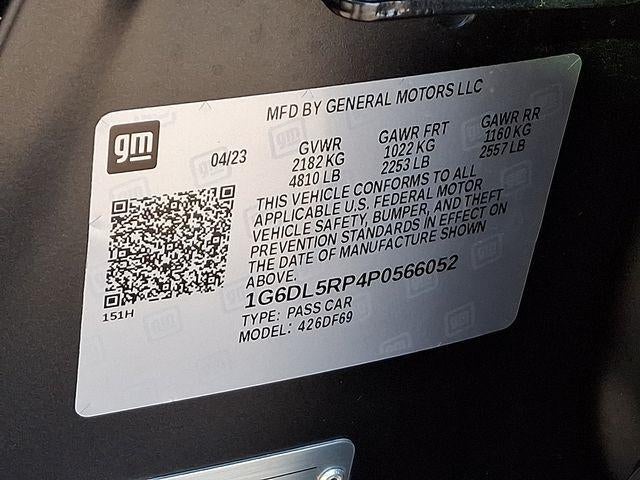 MFD BY GENERAL MOTORS LLC
gm
04/23
GVWR GAWR FRT GAWR RR
2182 KG 1022 KG 1160 KG
4810 LB 2253 LB 2557 LB
THIS VEHICLE CONFORMS TO ALL
APPLICABLE U.S. FEDERAL MOTOR
VEHICLE SAFETY, BUMPER, AND THEFT
PREVENTION STANDARDS IN EFFECT ON
THE DATE OF MANUFACTURE SHOWN
ABOVE.
1G6DL5RP4P0566052
TYPE: PASS CAR
MODEL: 426DF69
151H